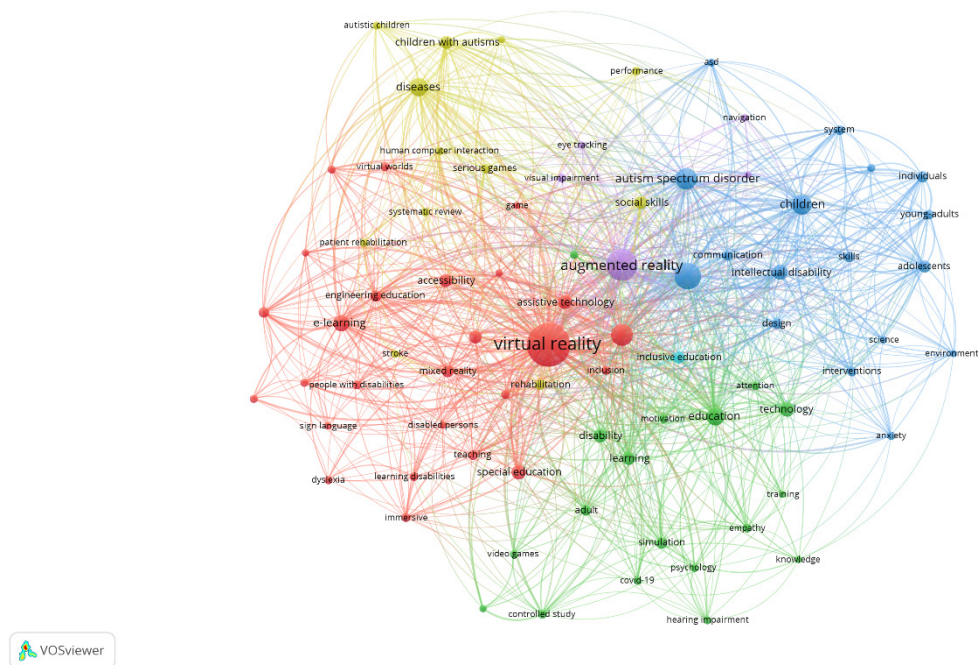 autistic children
children with autisms
asd
performance
diseases
navigation
system
human computer interaction
eye tracking
virtual worlds
serious games
individuals
visual impairment
autism spectrum disorder
game
social skills
children
systematic review
young adults
patient rehabilitation
communication
skills
augmented reality
adolescents
intellectual disability
accessibility
engineering education
assistive technology
e-learning
design
science
virtual reality
stroke
environment
inclusive education
mixed reality
inclusion
interventions
people with disabilities
rehabilitation
attention
technology
education
sign language
disabled persons
motivation
disability
anxiety
teaching
learning
special education
dyslexia
learning disabilities
training
adult
immersive
empathy
simulation
video games
knowledge
psychology
covid-19
controlled study
hearing impairment
VOSviewer